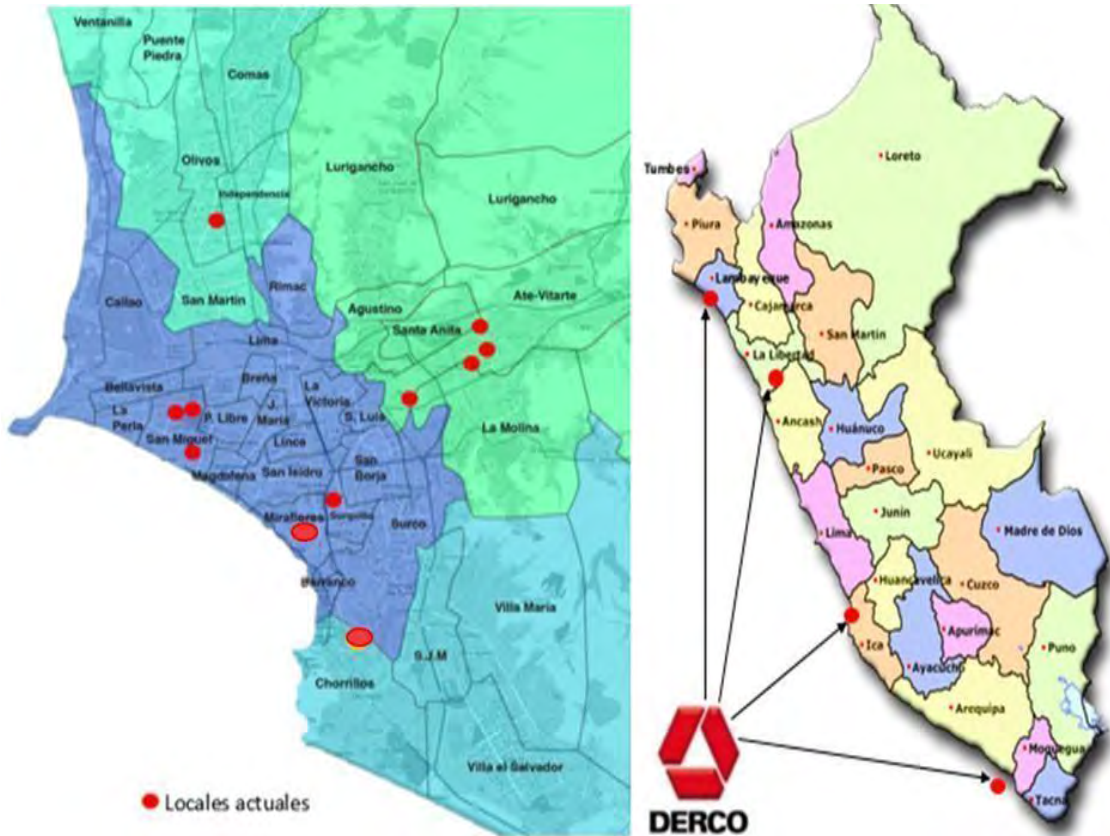 Ventanilla
Puente
Piedra
Comas
Olivos
Independencia
Lurigancho
Lurigancho
Callao
San Martin
Rimac
Agustino
Ate-Vitarte
Santa Anita
Lima
Bellavista
Breña
La
Victoria
La
Perla
P. Libre
J.
Maria
S. Luis
San Miguel
Lince
La Molina
Magdalena
San Isidro
San
Borja
Miraflores
Surquillo
Surco
Barranco
Villa Maria
S.J.M
Chorrillos
Villa el Salvador
Locales actuales
Tumbes
Loreto
Piura
Amazonas
Lambayeque
Cajamarca
San Martin
La Libertad
Ancash
Huánuco
Ucayali
Pasco
Junin
Lima
Madre de Dios
Huancavelica
Cuzco
Apurimac
Ica
Ayacucho
Puno
Arequipa
Moquegua
Tacna
DERCO